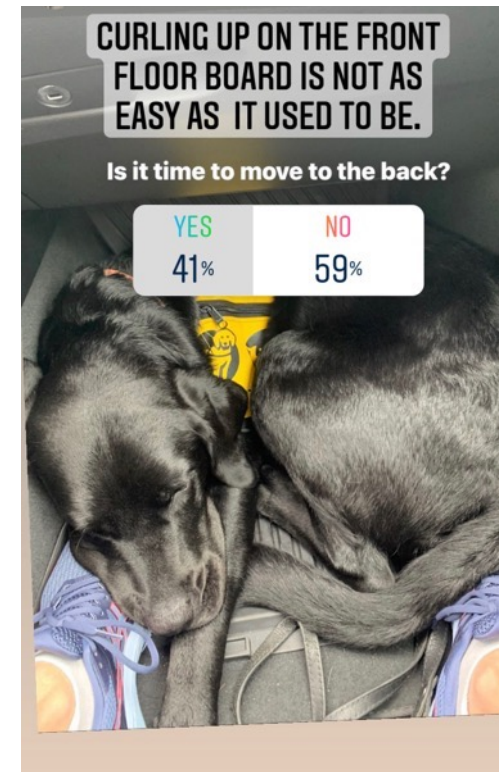 CURLING UP ON THE FRONT
FLOOR BOARD IS NOT AS
EASY AS IT USED TO BE.
Is it time to move to the back?
YES NO
41% 59%